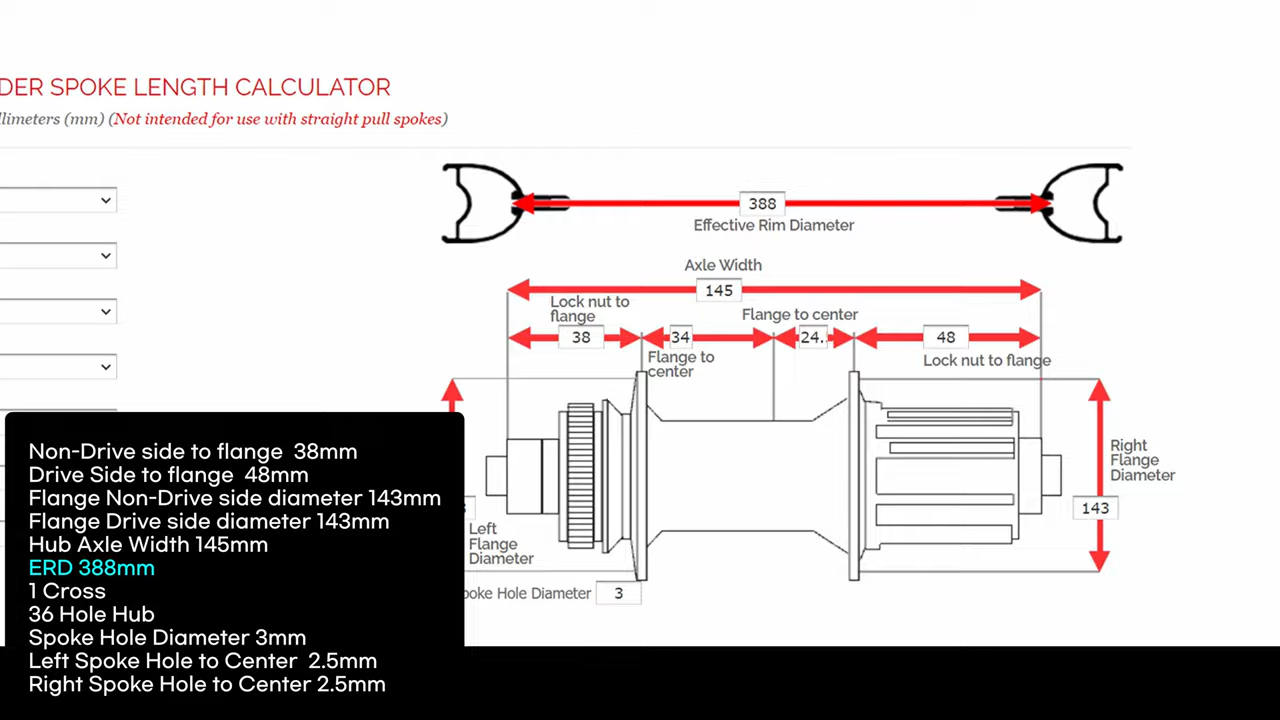 DER SPOKE LENGTH CALCULATOR
llimeters (mm) (Not intended for use with straight pull spokes)
388
Effective Rim Diameter
Axle Width
145
Lock nut to
flange
Flange to center
38
34
24.
48
Flange to
center
Lock nut to flange
Right
Flange
Diameter
143
Left
Flange
Diameter
oke Hole Diameter
3
Non-Drive side to flange 38mm
Drive Side to flange 48mm
Flange Non-Drive side diameter 143mm
Flange Drive side diameter 143mm
Hub Axle Width 145mm
ERD 388mm
1 Cross
36 Hole Hub
Spoke Hole Diameter 3mm
Left Spoke Hole to Center 2.5mm
Right Spoke Hole to Center 2.5mm